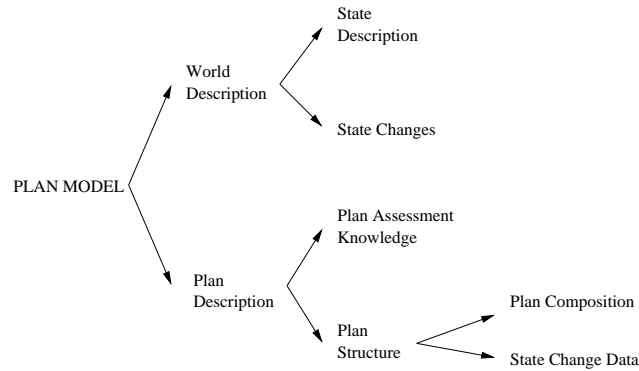 State
Description
World
Description
State Changes
PLAN MODEL
Plan Assessment
Knowledge
Plan
Description
Plan Composition
Plan
Structure
State Change Data